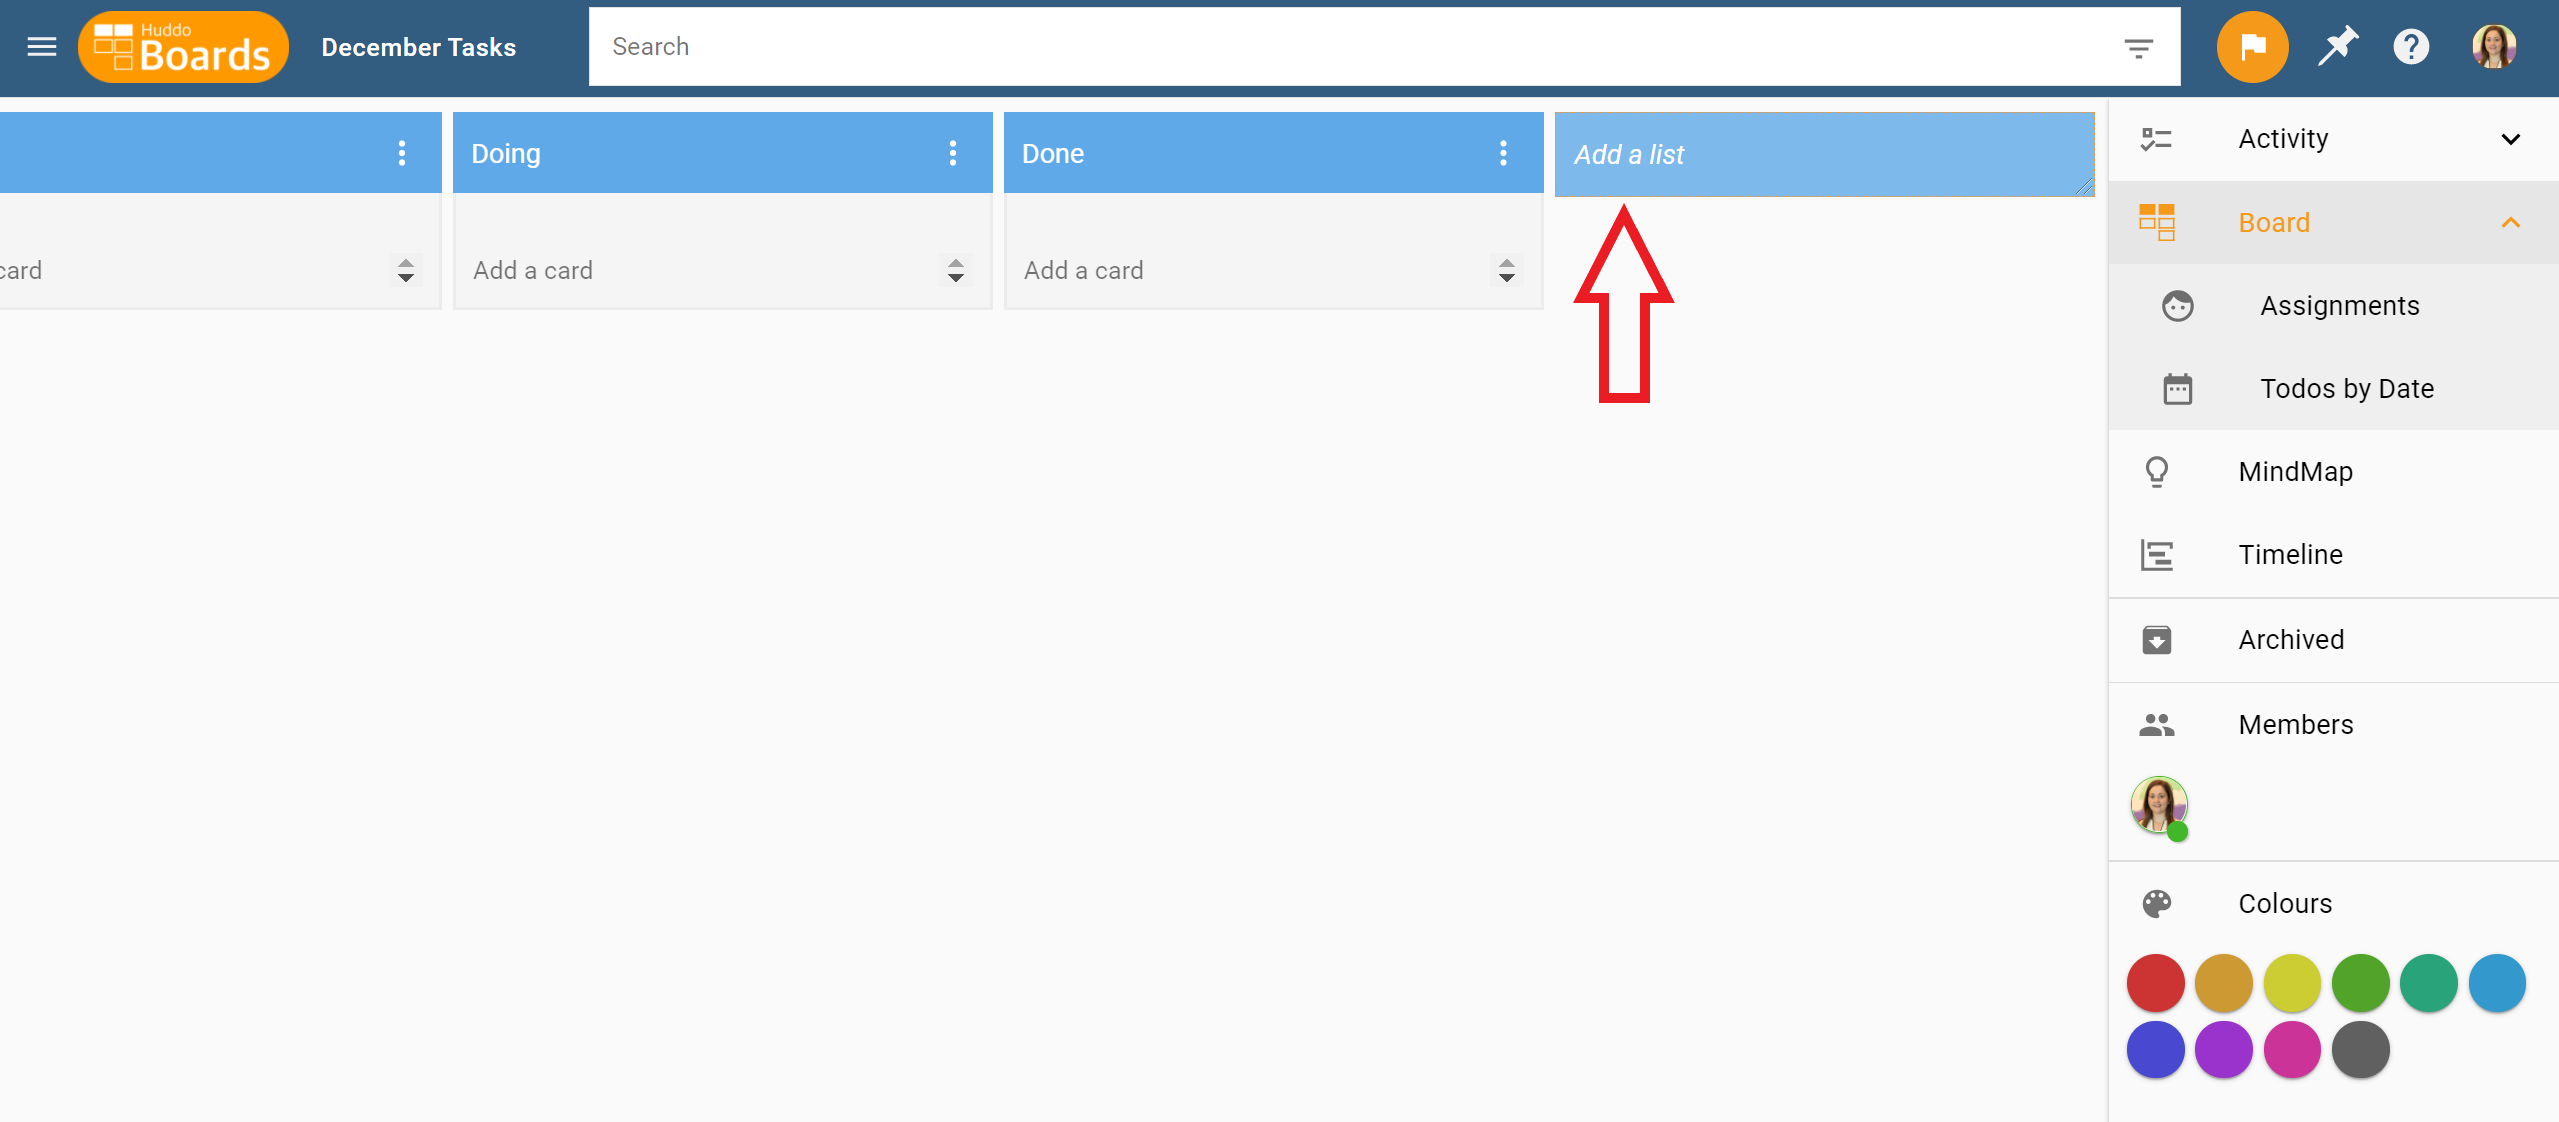 Huddo
Boards
December Tasks
Search
Doing
Done
Add a list
card
Add a card
Add a card
Activity
Board
Assignments
Todos by Date
MindMap
Timeline
Archived
Members
Colours